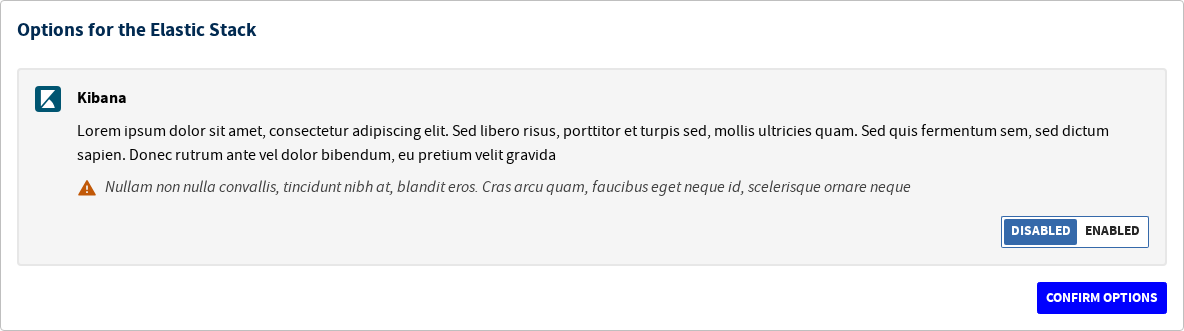 Options for the Elastic Stack
Kibana
Lorem ipsum dolor sit amet, consectetur adipiscing elit. Sed libero risus, porttitor et turpis sed, mollis ultricies quam. Sed quis fermentum sem, sed dictum
sapien. Donec rutrum ante vel dolor bibendum, eu pretium velit gravida
Nullam non nulla convallis, tincidunt nibh at, blandit eros. Cras arcu quam, faucibus eget neque id, scelerisque ornare neque
DISABLED ENABLED
CONFIRM OPTIONS